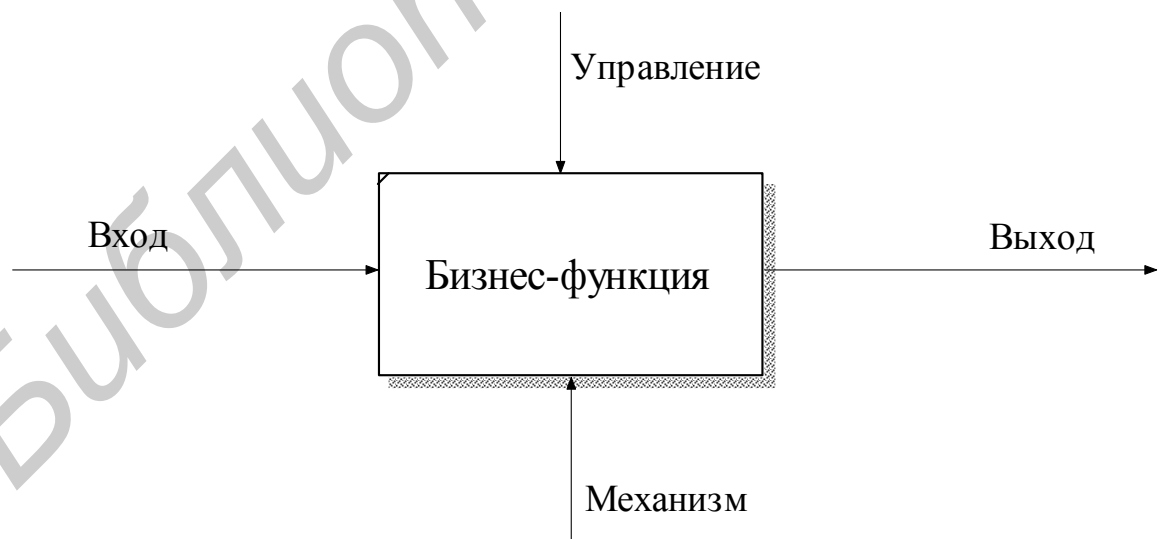 Управление
Вход
Выход
Бизнес-функция
Механизм